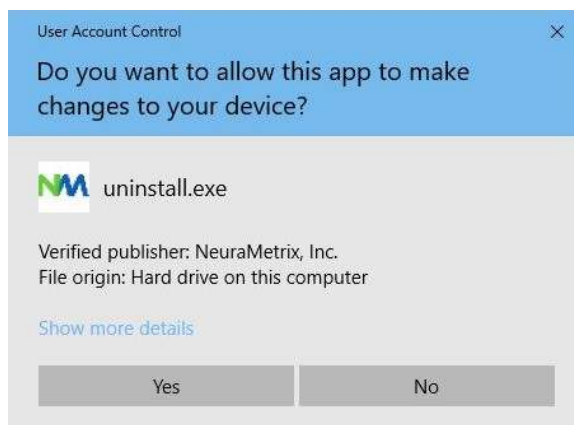 User Account Control
Do you want to allow this app to make
changes to your device?
NM
uninstall.exe
Verified publisher: NeuraMetrix, Inc.
File origin: Hard drive on this computer
Show more details
Yes
No